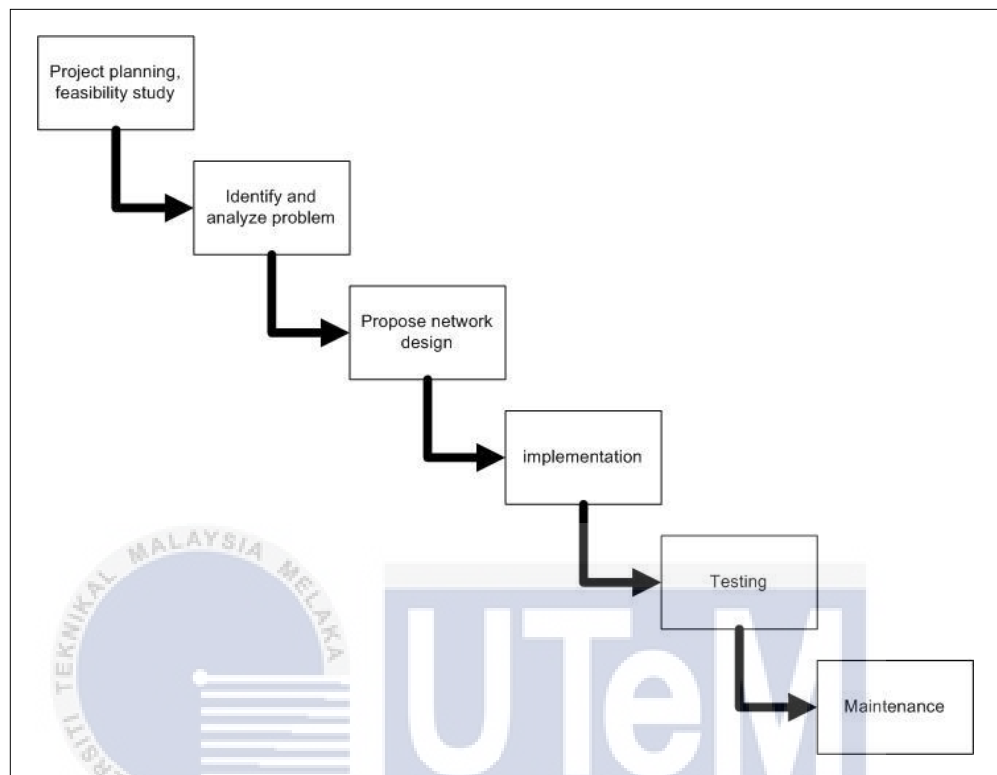 Project planning,
feasibility study
Identify and
analyze problem
Propose network
design
implementation
Testing
Maintenance
TEKNIKAL MALAYSIA MELAKA
UTeM